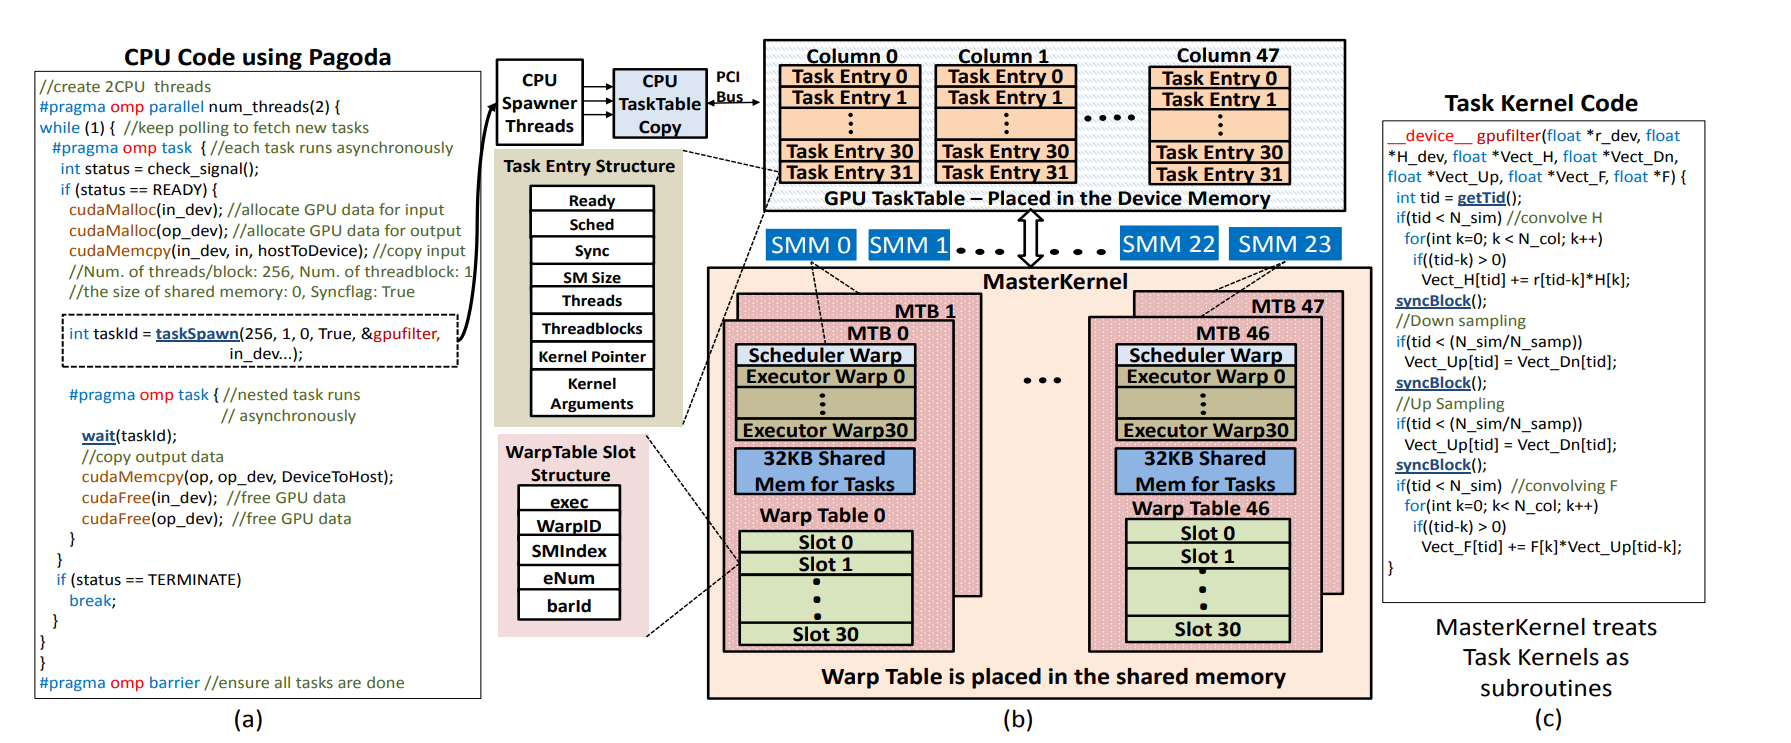 CPU Code using Pagoda
//create 2CPU  threads
#pragma omp parallel num_threads(2) {
while (1) {  //keep polling to fetch new tasks
#pragma omp task  { //each task runs asynchronously
int status = check_signal();
if (status == READY) {
cudaMalloc(in_dev); //allocate GPU data for input
cudaMalloc(op_dev); //allocate GPU data for output
cudaMemcpy(in_dev, in, hostToDevice); //copy input
//Num. of threads/block: 256, Num. of threadblock: 1
//the size of shared memory: 0, Syncflag: True
int taskId = taskSpawn(256, 1, 0, True, &gpufilter,
in_dev...);
#pragma omp task { //nested task runs
// asynchronously
wait(taskId);
//copy output data
cudaMemcpy(op, op_dev, DeviceToHost);
cudaFree(in_dev);  //free GPU data
cudaFree(op_dev);  //free GPU data
}
}
if (status == TERMINATE)
break;
}
}
}
#pragma omp barrier //ensure all tasks are done
(a)
CPU
Spawner
Threads
CPU
TaskTable
Copy
PCI
Bus
Column 0
Task Entry 0
Task Entry 1
Task Entry 30
Task Entry 31
Column 1
Task Entry 0
Task Entry 1
Task Entry 30
Task Entry 31
Column 47
Task Entry 0
Task Entry 1
Task Entry 30
Task Entry 31
GPU TaskTable – Placed in the Device Memory
Task Entry Structure
Ready
Sched
Sync
SM Size
Threads
Threadblocks
Kernel Pointer
Kernel
Arguments
WarpTable Slot
Structure
exec
WarpID
SMIndex
eNum
barId
SMM 0
SMM 1
SMM 22
SMM 23
MasterKernel
MTB 1
MTB 0
Scheduler Warp
Executor Warp 0
Executor Warp30
32KB Shared
Mem for Tasks
Warp Table 0
Slot 0
Slot 1
Slot 30
MTB 47
MTB 46
Scheduler Warp
Executor Warp 0
Executor Warp30
32KB Shared
Mem for Tasks
Warp Table 46
Slot 0
Slot 1
Slot 30
Warp Table is placed in the shared memory
(b)
Task Kernel Code
__device__ gpufilter(float *r_dev, float
*H_dev, float *Vect_H, float *Vect_Dn,
float *Vect_Up, float *Vect_F, float *F) {
int tid = getTid();
if(tid < N_sim) //convolve H
for(int k=0; k < N_col; k++)
if((tid-k) > 0)
Vect_H[tid] += r[tid-k]*H[k];
syncBlock();
//Down sampling
if(tid < (N_sim/N_samp))
Vect_Up[tid] = Vect_Dn[tid];
syncBlock();
//Up Sampling
if(tid < (N_sim/N_samp))
Vect_Up[tid] = Vect_Dn[tid];
syncBlock();
if(tid < N_sim)  //convolving F
for(int k=0; k< N_col; k++)
if((tid-k) > 0)
Vect_F[tid] += F[k]*Vect_Up[tid-k];
}
MasterKernel treats
Task Kernels as
subroutines
(c)